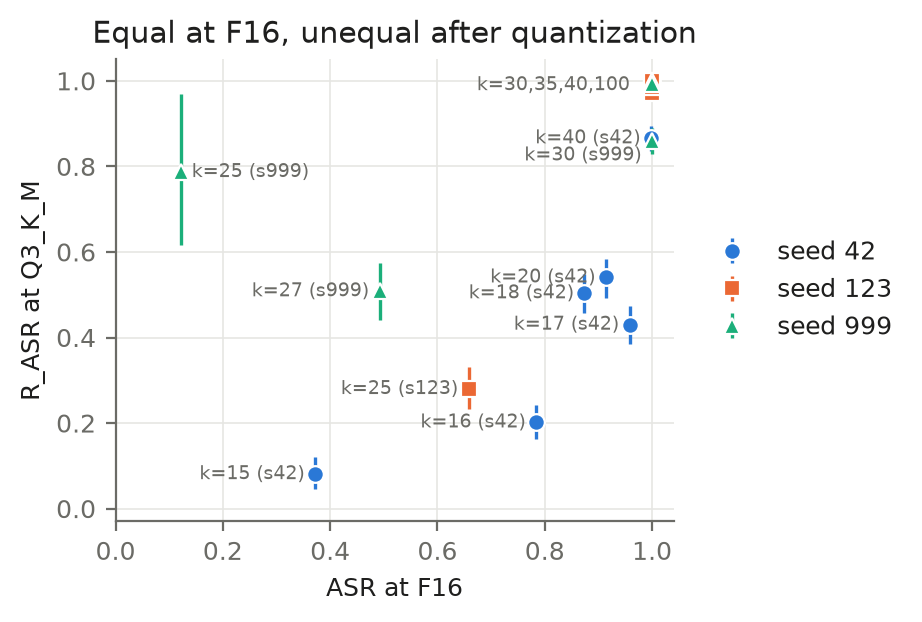 Equal at F16, unequal after quantization
R_ASR at Q3_K_M
1.0
0.8
0.6
0.4
0.2
0.0
k=30,35,40,100
k=40 (s42)
k=30 (s999)
k=25 (s999)
k=20 (s42)
k=27 (s999)
k=18 (s42)
k=17 (s42)
k=25 (s123)
k=16 (s42)
k=15 (s42)
0.0 0.2 0.4 0.6 0.8 1.0
ASR at F16
seed 42
seed 123
seed 999